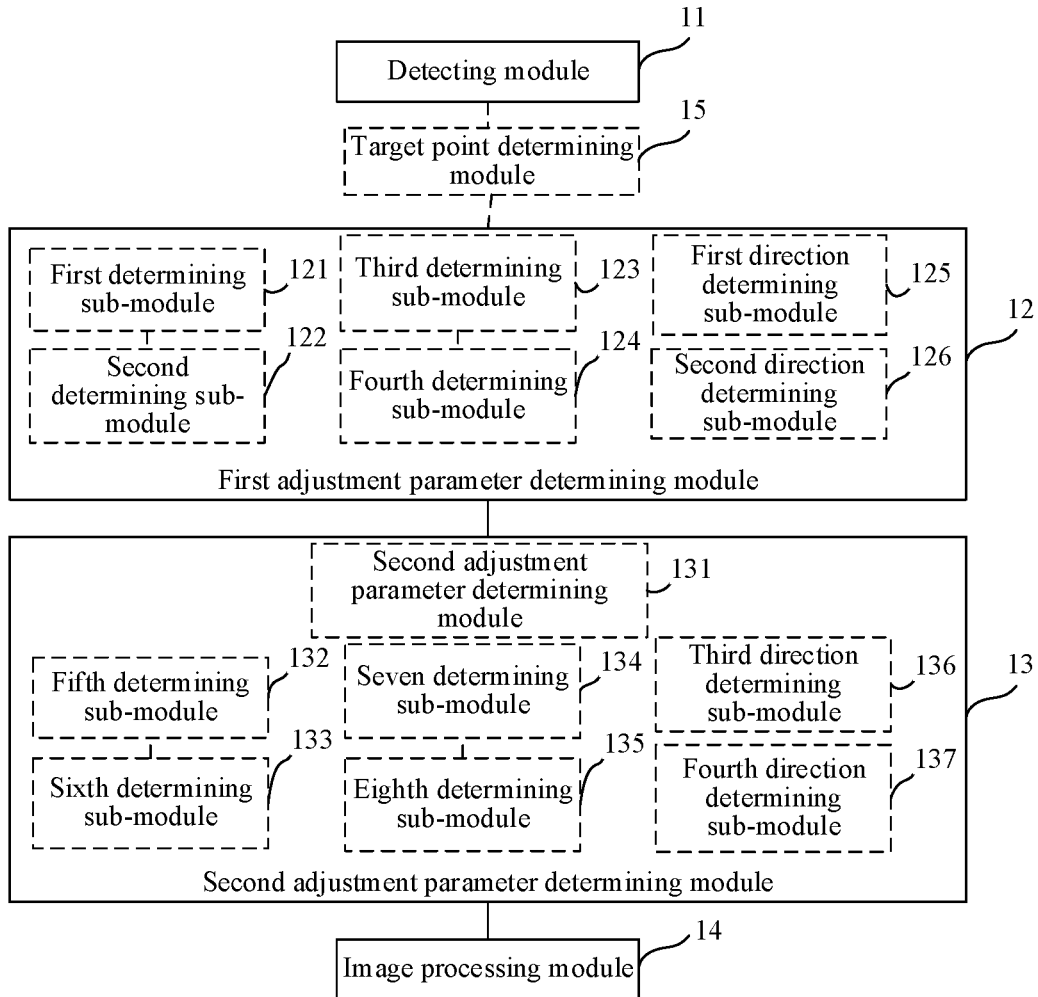 11
Detecting module
15
Target point determining
module
First determining
sub-module
121
Third determining
sub-module
123
First direction
determining
sub-module
125
12
Second
determining sub-
module
122
Fourth determining
sub-module
124
Second direction
determining
sub-module
126
First adjustment parameter determining module
Second adjustment
parameter determining
module
131
Fifth determining
sub-module
132
Seven determining
sub-module
134
Third direction
determining
sub-module
136
13
Sixth determining
sub-module
133
Eighth determining
sub-module
135
Fourth direction
determining
sub-module
137
Second adjustment parameter determining module
Image processing module
14